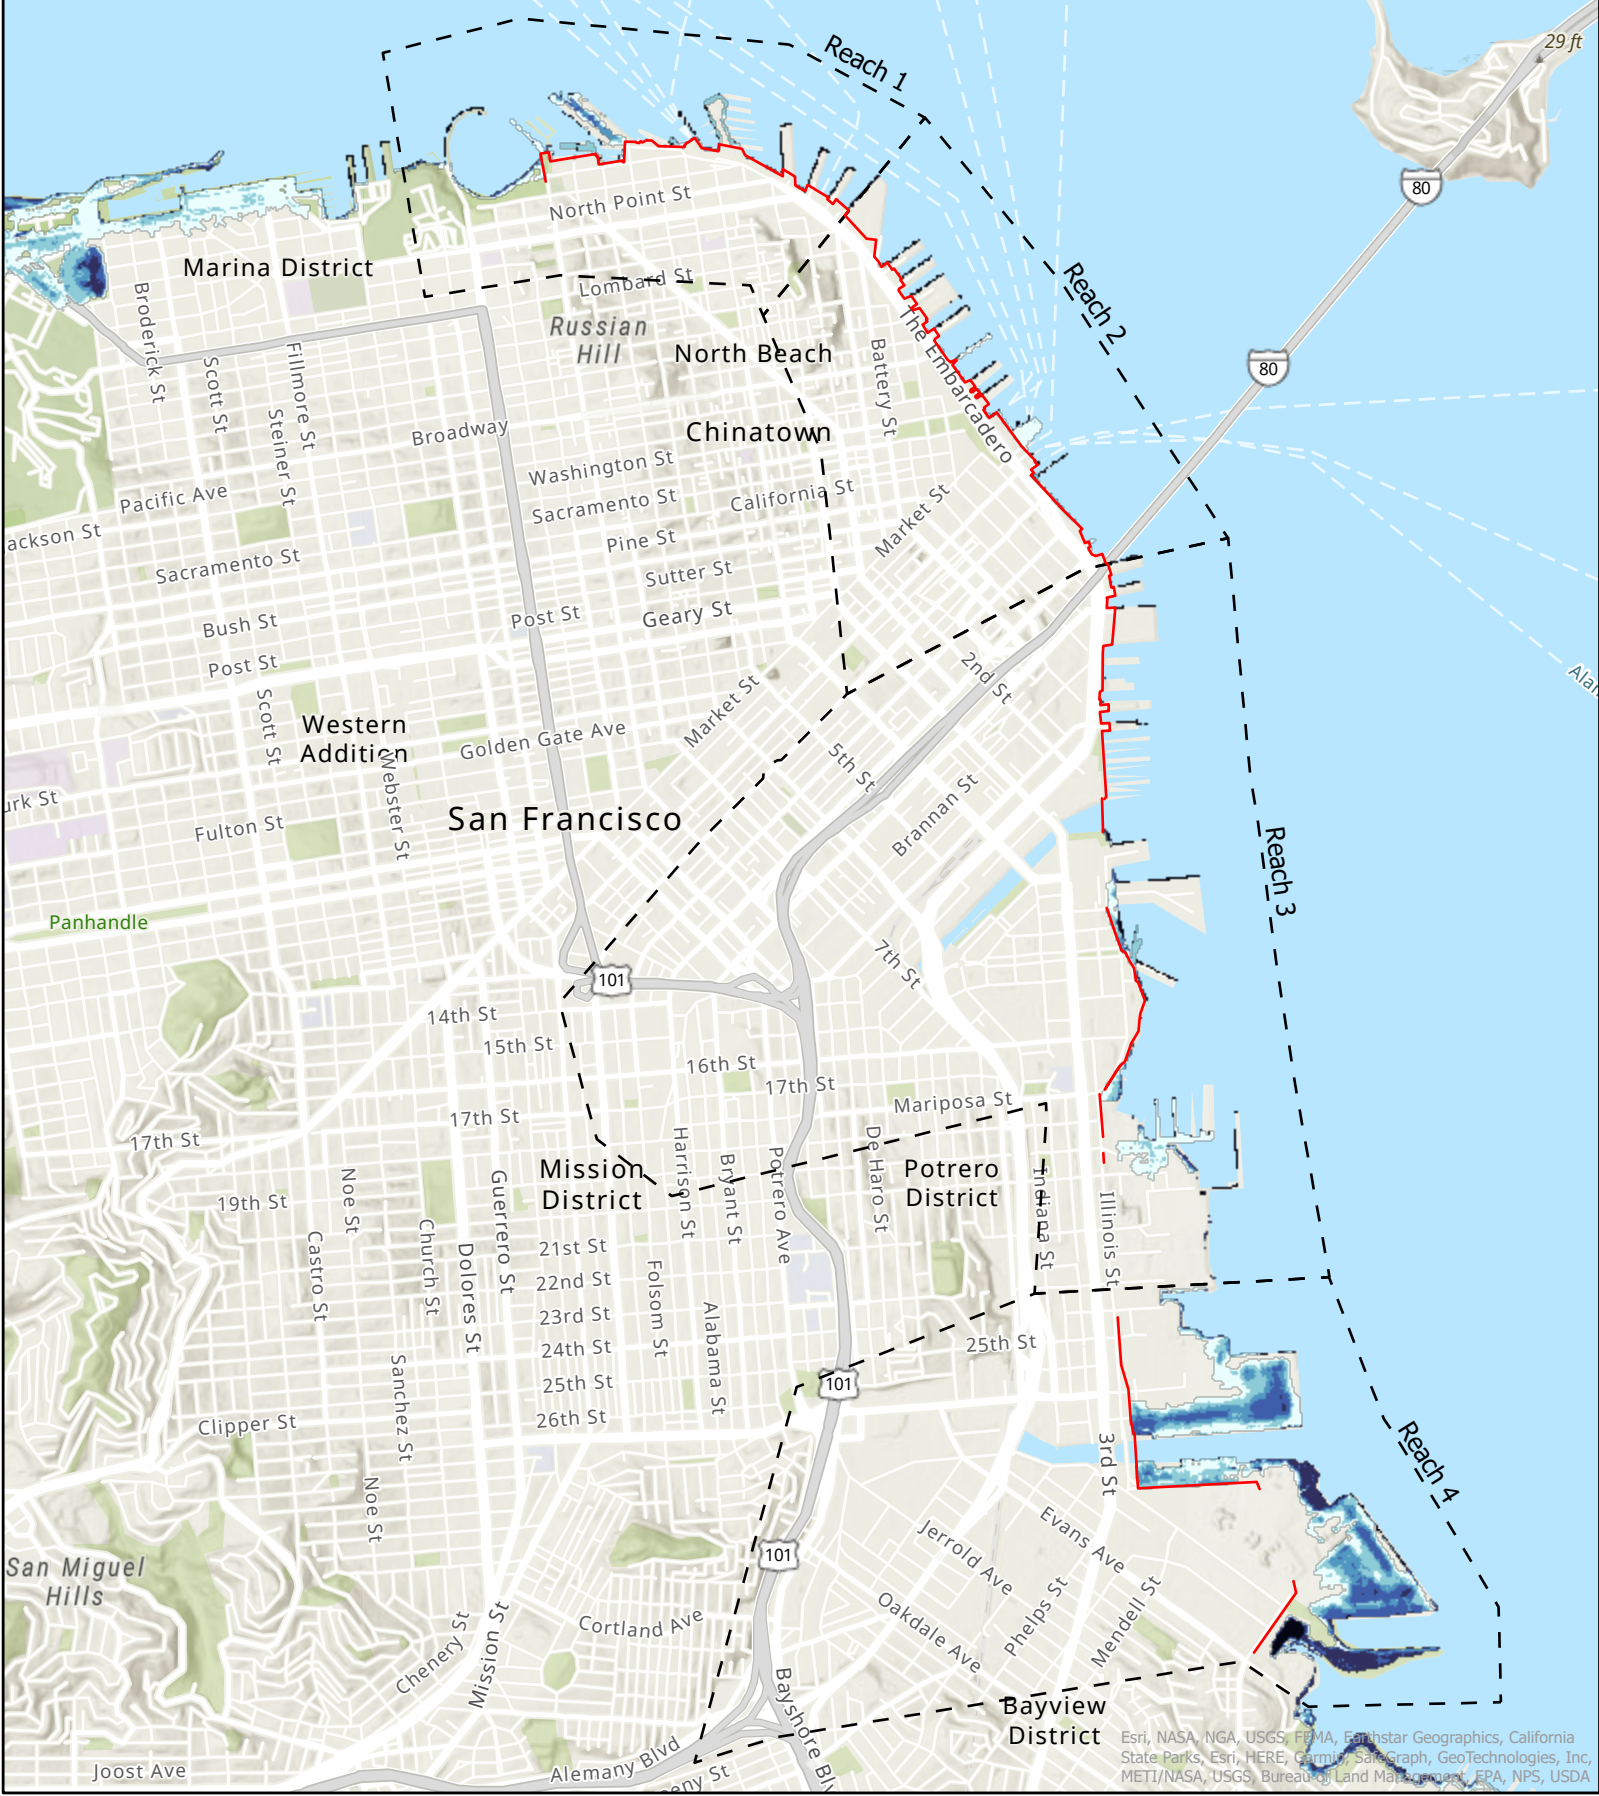 29 ft
Reach 1
80
North Point St
Marina District
Lombard St
Reach 2
Broderick St
Russian
Hill
North Beach
The Embarcadero
80
Scott St
Fillmore St
Battery St
Steiner St
Broadway
Chinatown
Washington St
Pacific Ave
Sacramento St
California St
Market St
ackson St
Pine St
Sacramento St
Sutter St
Bush St
Post St
Geary St
Post St
2nd St
Alan
Scott St
Western
Addition
Market St
Golden Gate Ave
5th St
Webster St
urk St
Fulton St
San Francisco
Brannan St
Reach 3
Panhandle
7th St
101
14th St
15th St
16th St
17th St
Mariposa St
17th St
17th St
Mission
District
Harrison St
Bryant St
Potrero Ave
De Haro St
Potrero
District
Indiana St
Illinois St
19th St
Noe St
Guerrero St
Castro St
Church St
Dolores St
21st St
22nd St
23rd St
24th St
25th St
26th St
Folsom St
Alabama St
25th St
101
Sanchez St
Clipper St
Reach 4
3rd St
Noe St
Evans Ave
Jerrold Ave
101
San Miguel
Hills
Phelps St
Mendell St
Oakdale Ave
Cortland Ave
Chenery St
Mission St
Bayshore Blv
Bayview
District
Alemany Blvd
Joost Ave
eny St
Esri, NASA, NGA, USGS, FEMA, Earthstar Geographics, California
State Parks, Esri, HERE, Garmin, SafeGraph, GeoTechnologies, Inc,
METI/NASA, USGS, Bureau of Land Management, EPA, NPS, USDA